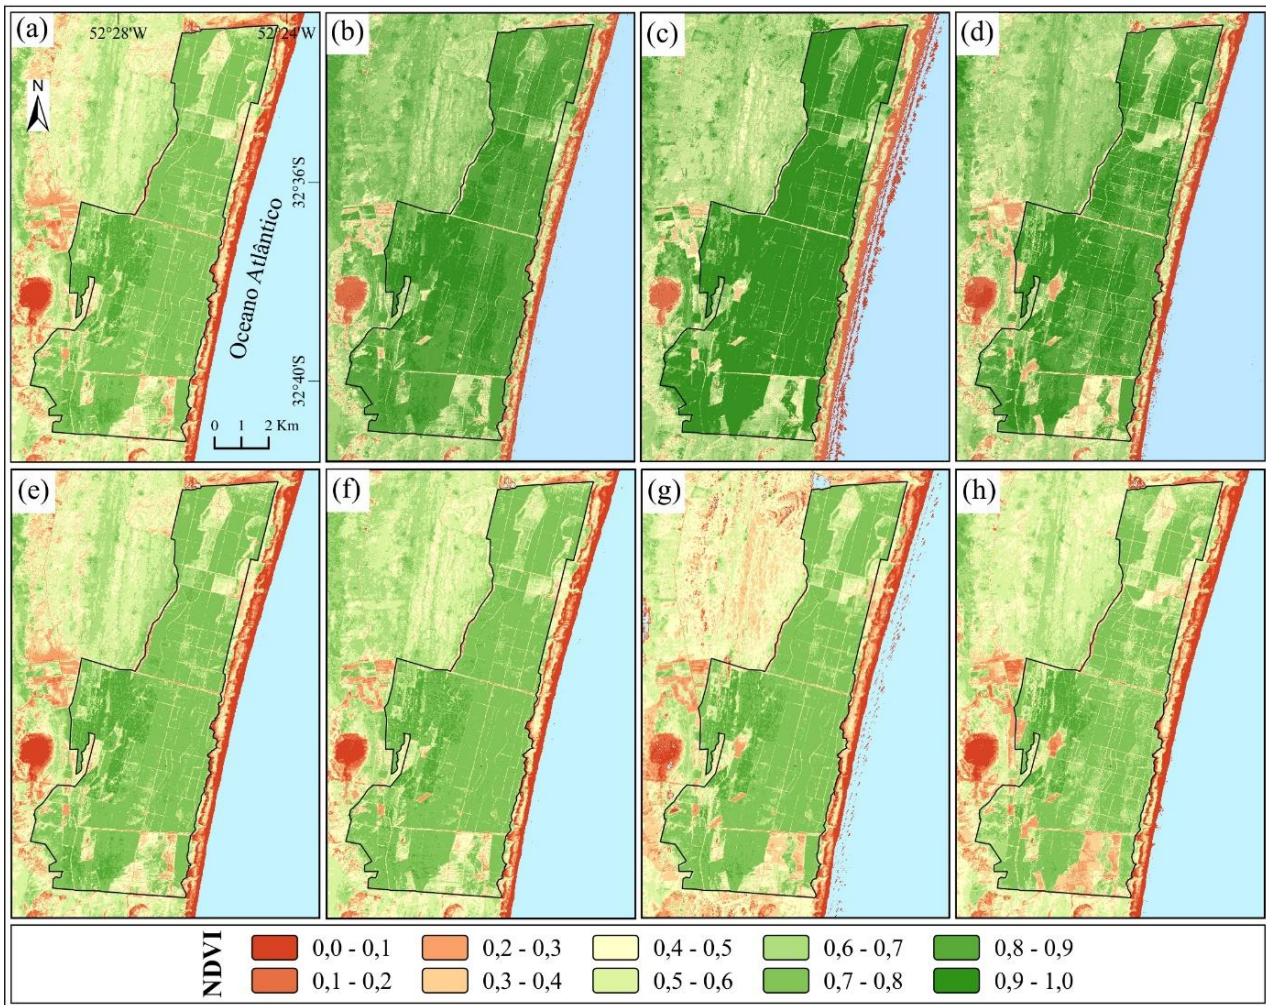 (a)
52°28'W
52°24'W
(b)
(c)
(d)
N
32°36'S
Oceano Atlântico
32°40'S
0 1 2 Km
(e)
(f)
(g)
(h)
NDVI
0,0 - 0,1
0,2 - 0,3
0,4 - 0,5
0,6 - 0,7
0,8 - 0,9
0,1 - 0,2
0,3 - 0,4
0,5 - 0,6
0,7 - 0,8
0,9 - 1,0